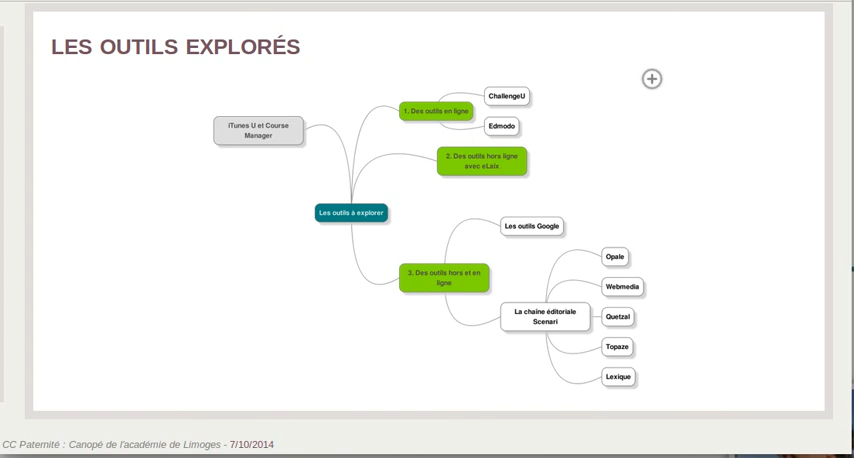 LES OUTILS EXPLORÉS
iTunes U et Course
Manager
1. Des outils en ligne
ChallengeU
Edmodo
2. Des outils hors ligne
avec eLaix
Les outils à explorer
3. Des outils hors et en
ligne
Les outils Google
La chaîne éditoriale
Scenari
Opale
Webmedia
Quetzal
Topaze
Lexique
CC Paternité : Canopé de l'académie de Limoges - 7/10/2014